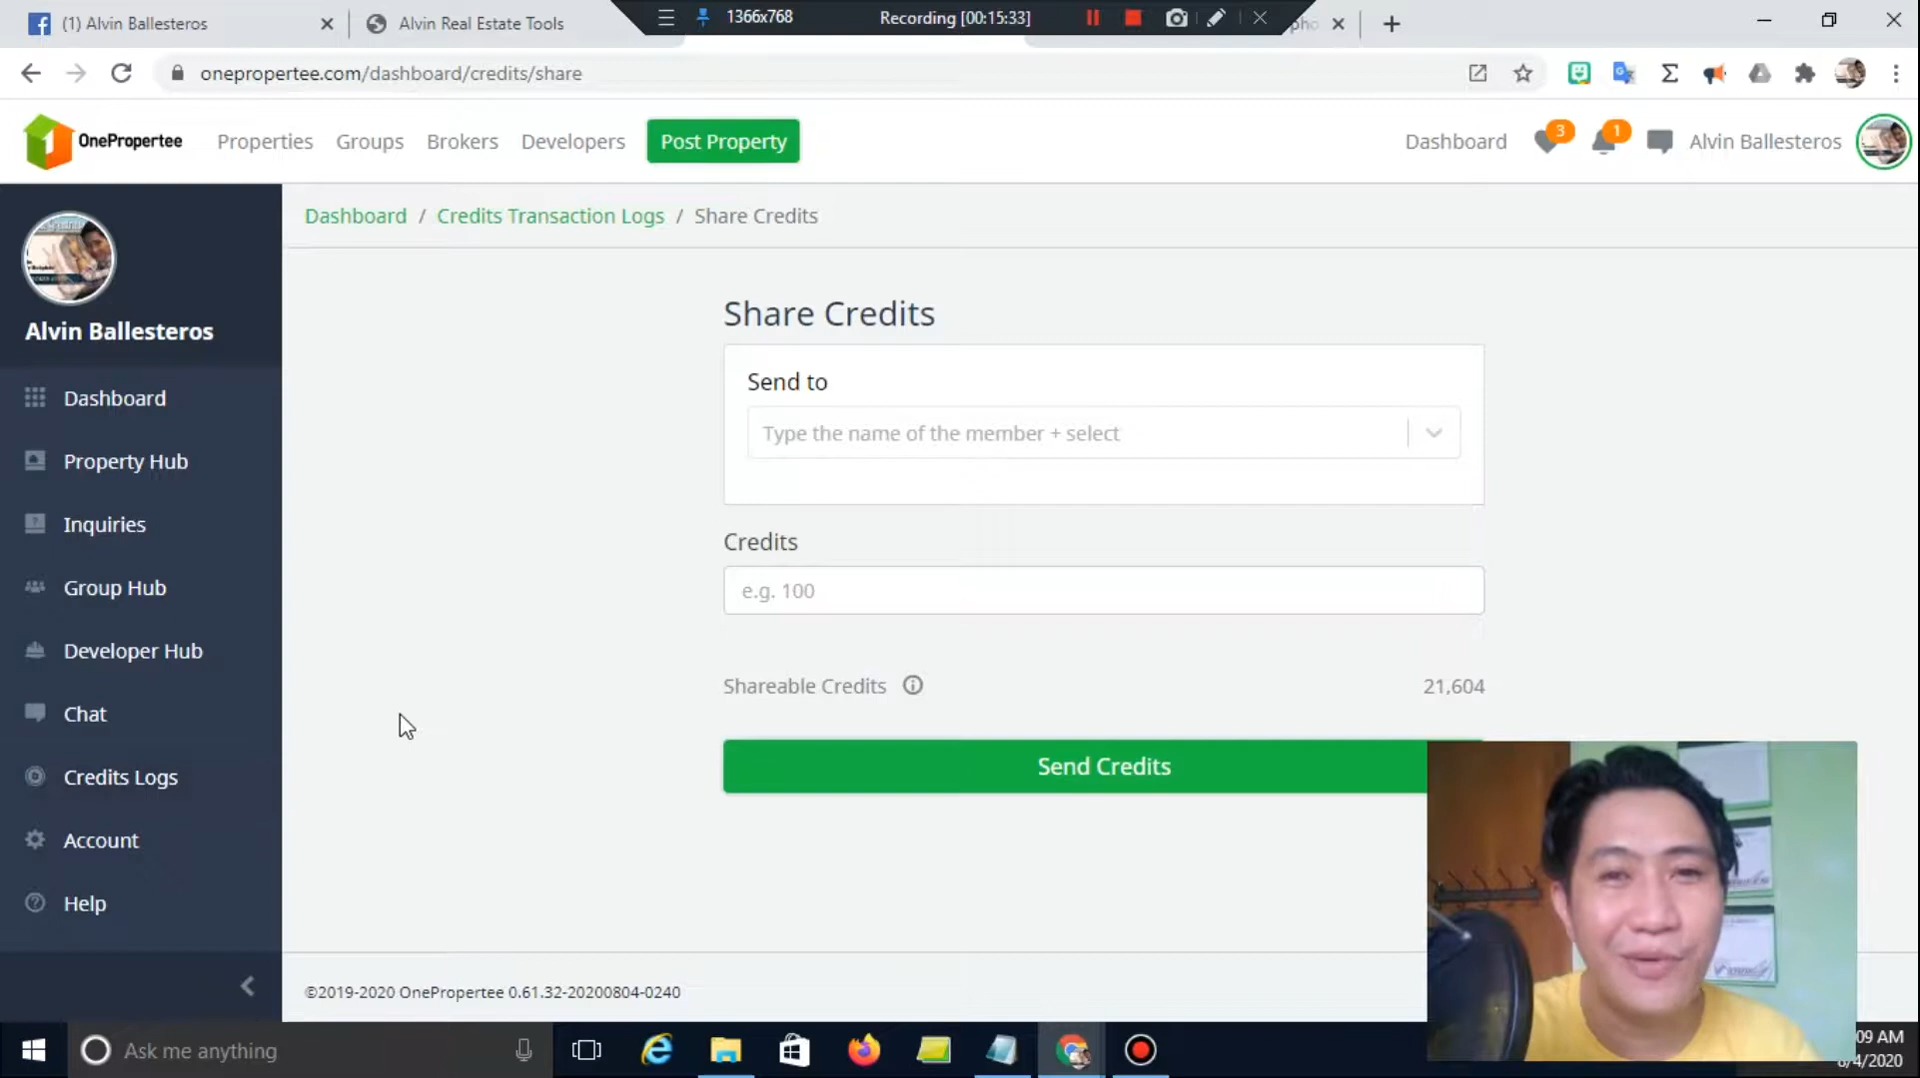 (1) Alvin Ballesteros
Alvin Real Estate Tools
1366x768
Recording [00:15:33]
pho
onepropertee.com/dashboard/credits/share
OnePropertee
Properties
Groups
Brokers
Developers
Post Property
Dashboard
3
1
Alvin Ballesteros
Alvin Ballesteros
Dashboard
Property Hub
Inquiries
Group Hub
Developer Hub
Chat
Credits Logs
Account
Help
Dashboard / Credits Transaction Logs / Share Credits
Share Credits
Send to
Type the name of the member + select
Credits
e.g. 100
Shareable Credits
21,604
Send Credits
©2019-2020 OnePropertee 0.61.32-20200804-0240
Ask me anything
:09 AM
8/4/2020